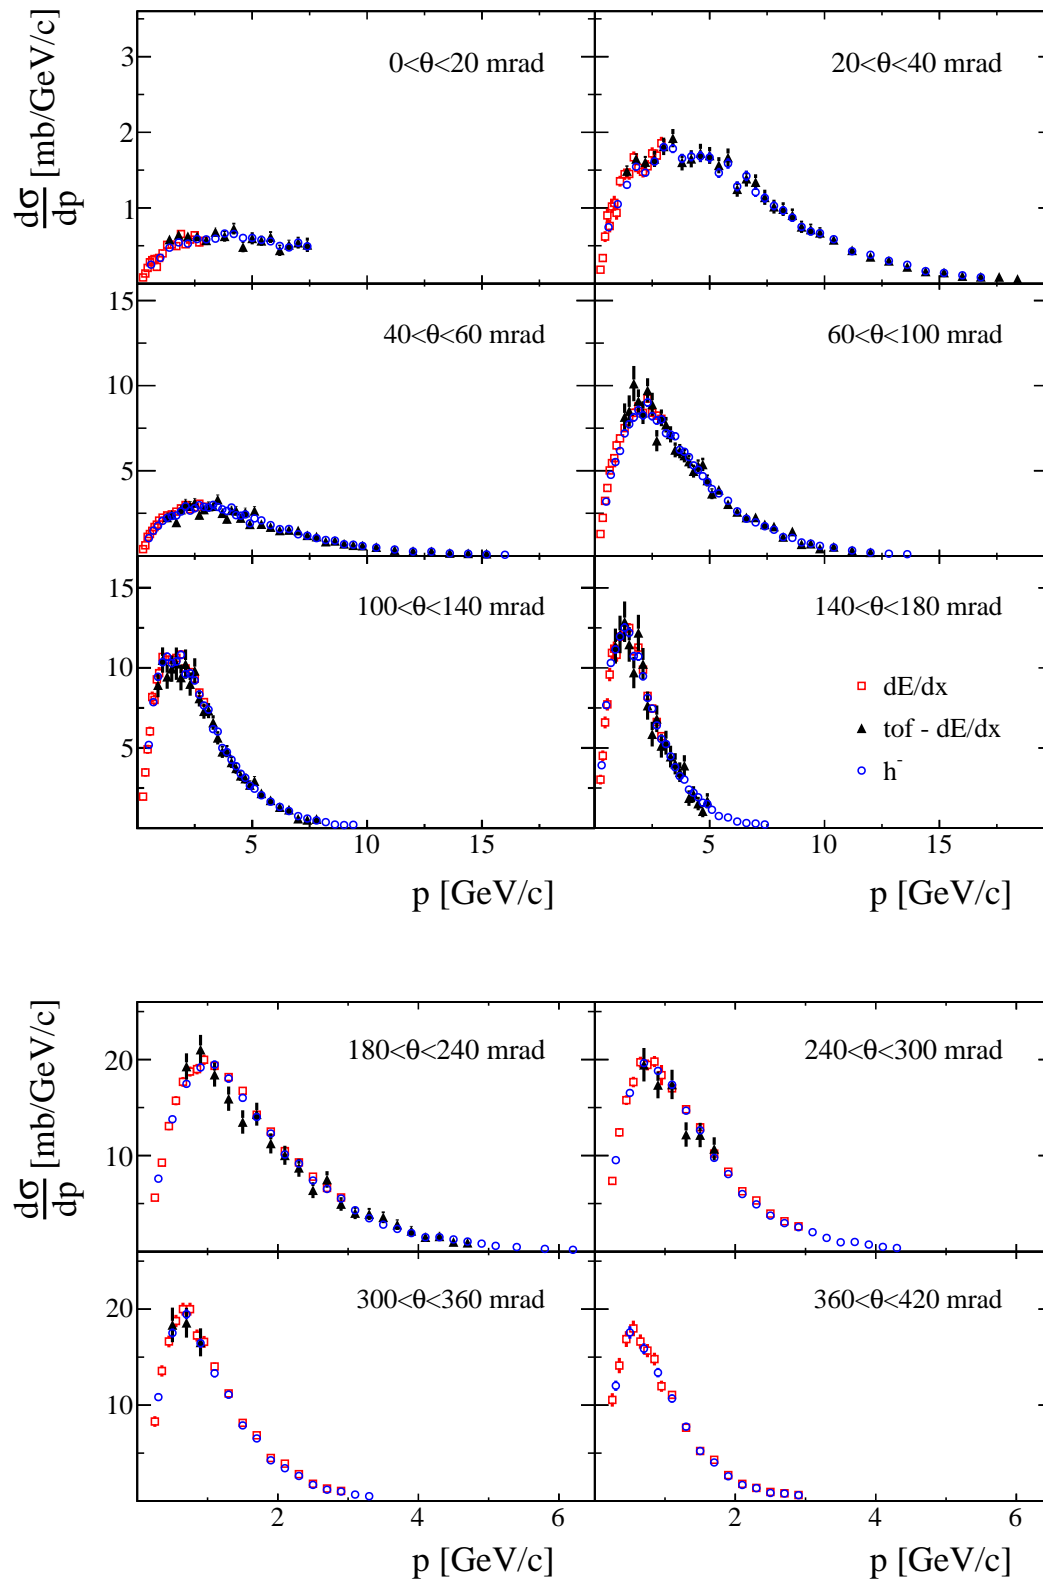 dσ/dp [mb/GeV/c]
0<θ<20 mrad
20<θ<40 mrad
3
2
1
40<θ<60 mrad
60<θ<100 mrad
15
10
5
100<θ<140 mrad
140<θ<180 mrad
15
10
5
dE/dx
tof - dE/dx
h⁻
5 10 15
5 10 15
p [GeV/c]
p [GeV/c]
dσ/dp [mb/GeV/c]
180<θ<240 mrad
240<θ<300 mrad
20
10
300<θ<360 mrad
360<θ<420 mrad
20
10
2 4 6
2 4 6
p [GeV/c]
p [GeV/c]